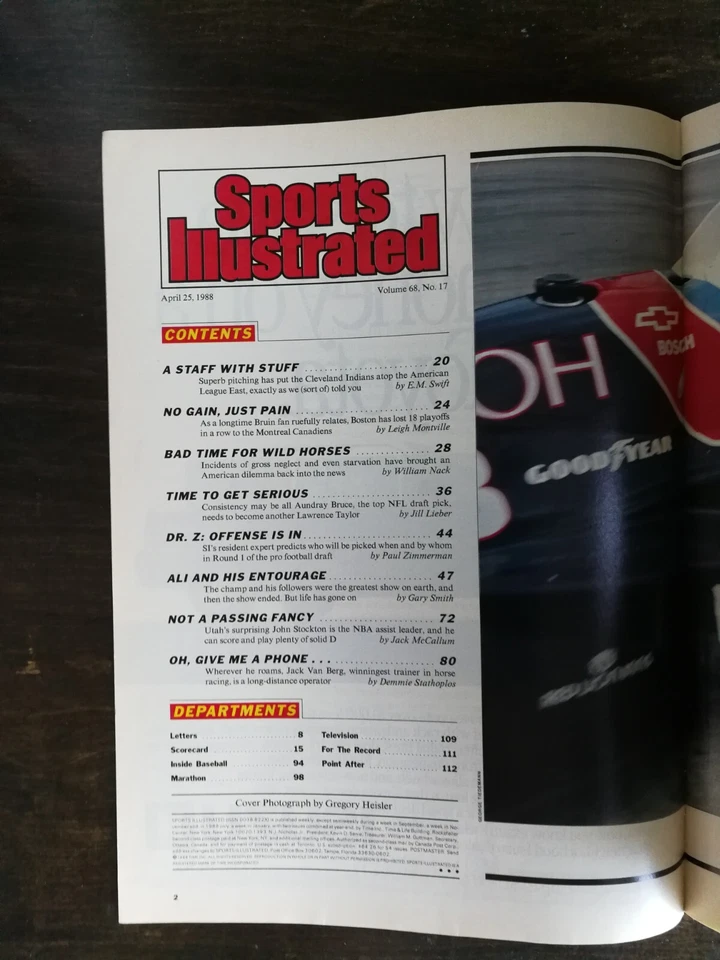 Sports
Illustrated
April 25, 1988 Volume 68, No. 17
CONTENTS
A STAFF WITH STUFF 20
Superb pitching has put the Cleveland Indians atop the American
League East, exactly as we (sort of) told you by E.M. Swift
NO GAIN, JUST PAIN 24
As a longtime Bruin fan ruefully relates, Boston has lost 18 playoffs
in a row to the Montreal Canadiens by Leigh Montville
BAD TIME FOR WILD HORSES 28
Incidents of gross neglect and even starvation have brought an
American dilemma back into the news by William Nack
TIME TO GET SERIOUS 36
Consistency may be all Aundray Bruce, the top NFL draft pick,
needs to become another Lawrence Taylor by Jill Lieber
DR. Z: OFFENSE IS IN 44
SI's resident expert predicts who will be picked when and by whom
in Round 1 of the pro football draft by Paul Zimmerman
ALI AND HIS ENTOURAGE 47
The champ and his followers were the greatest show on earth, and
then the show ended. But life has gone on by Gary Smith
NOT A PASSING FANCY 72
Utah's surprising John Stockton is the NBA assist leader, and he
can score and play plenty of solid D by Jack McCallum
OH, GIVE ME A PHONE . . . 80
Wherever he roams, Jack Van Berg, winningest trainer in horse
racing, is a long-distance operator by Demmie Stathoplos
DEPARTMENTS
Letters 8
Scorecard 15
Inside Baseball 94
Marathon 98
Television 109
For The Record 111
Point After 112
Cover Photograph by Gregory Heisler
GEORGE TIEDEMANN
2
OH
BOSCH
GOODYEAR